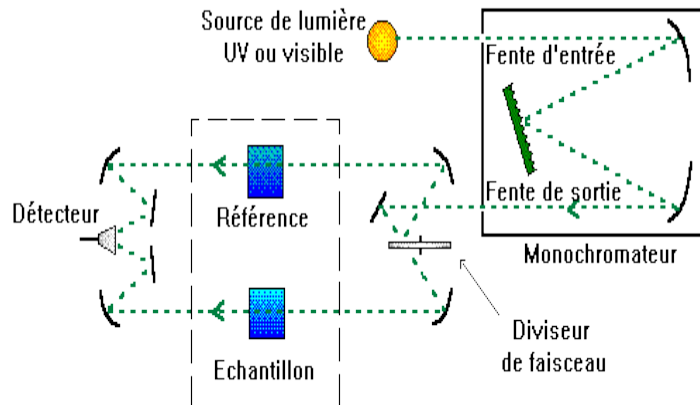 Source de lumière
UV ou visible
Fente d'entrée
Fente de sortie
Monochromateur
Détecteur
Référence
Echantillon
Diviseur
de faisceau